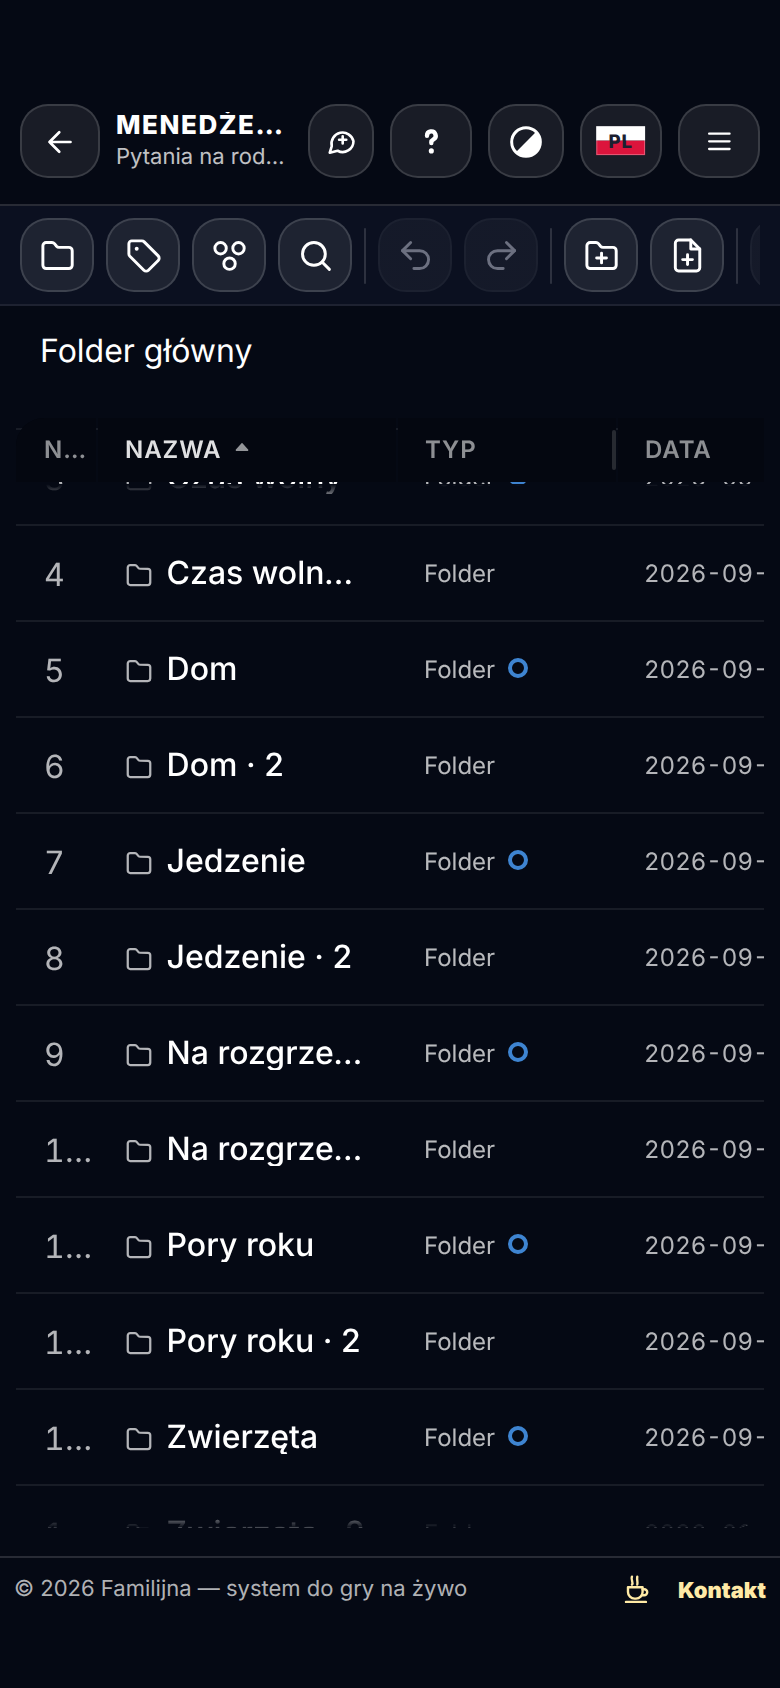 MENEDŻE...
Pytania na rod...
?
PL
Folder główny
N... NAZWA TYP DATA
4 Czas woln... Folder 2026-09-
5 Dom Folder 2026-09-
6 Dom · 2 Folder 2026-09-
7 Jedzenie Folder 2026-09-
8 Jedzenie · 2 Folder 2026-09-
9 Na rozgrze... Folder 2026-09-
1... Na rozgrze... Folder 2026-09-
1... Pory roku Folder 2026-09-
1... Pory roku · 2 Folder 2026-09-
1... Zwierzęta Folder 2026-09-
© 2026 Familijna — system do gry na żywo Kontakt